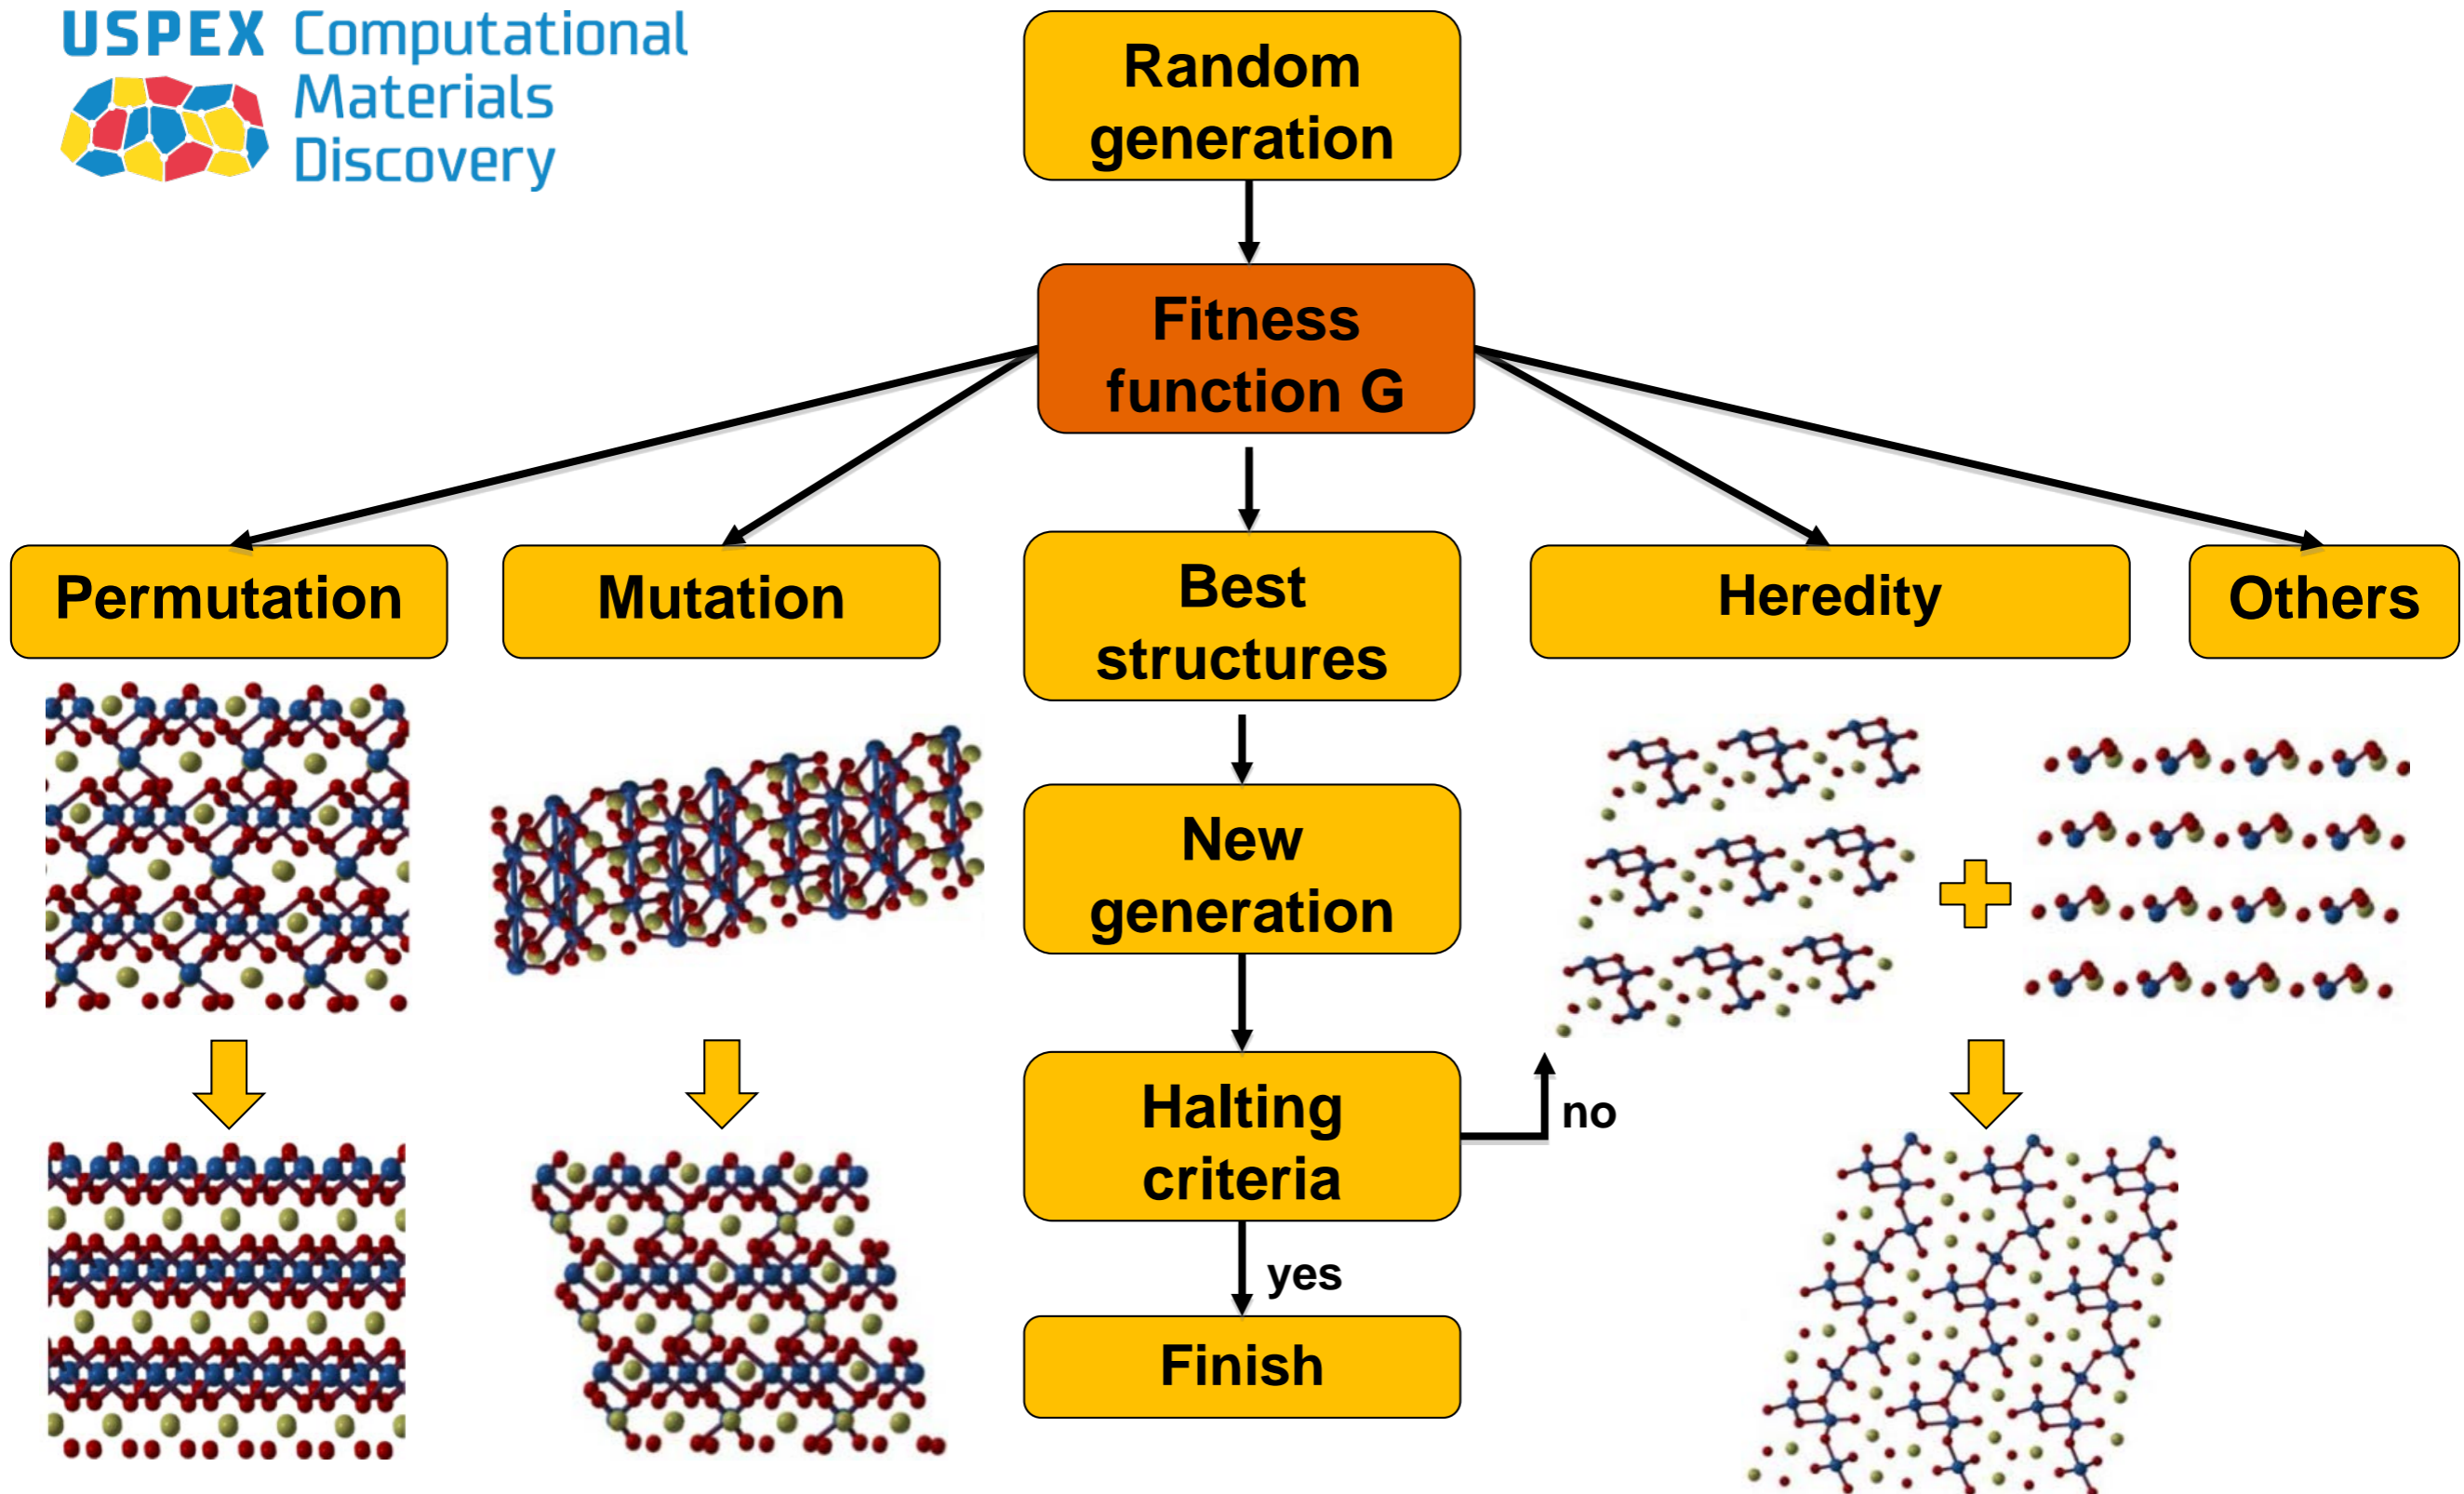 USPEX Computational
Materials
Discovery
Random
generation
Fitness
function G
Permutation
Mutation
Best
structures
Heredity
Others
New
generation
Halting
criteria
no
yes
Finish